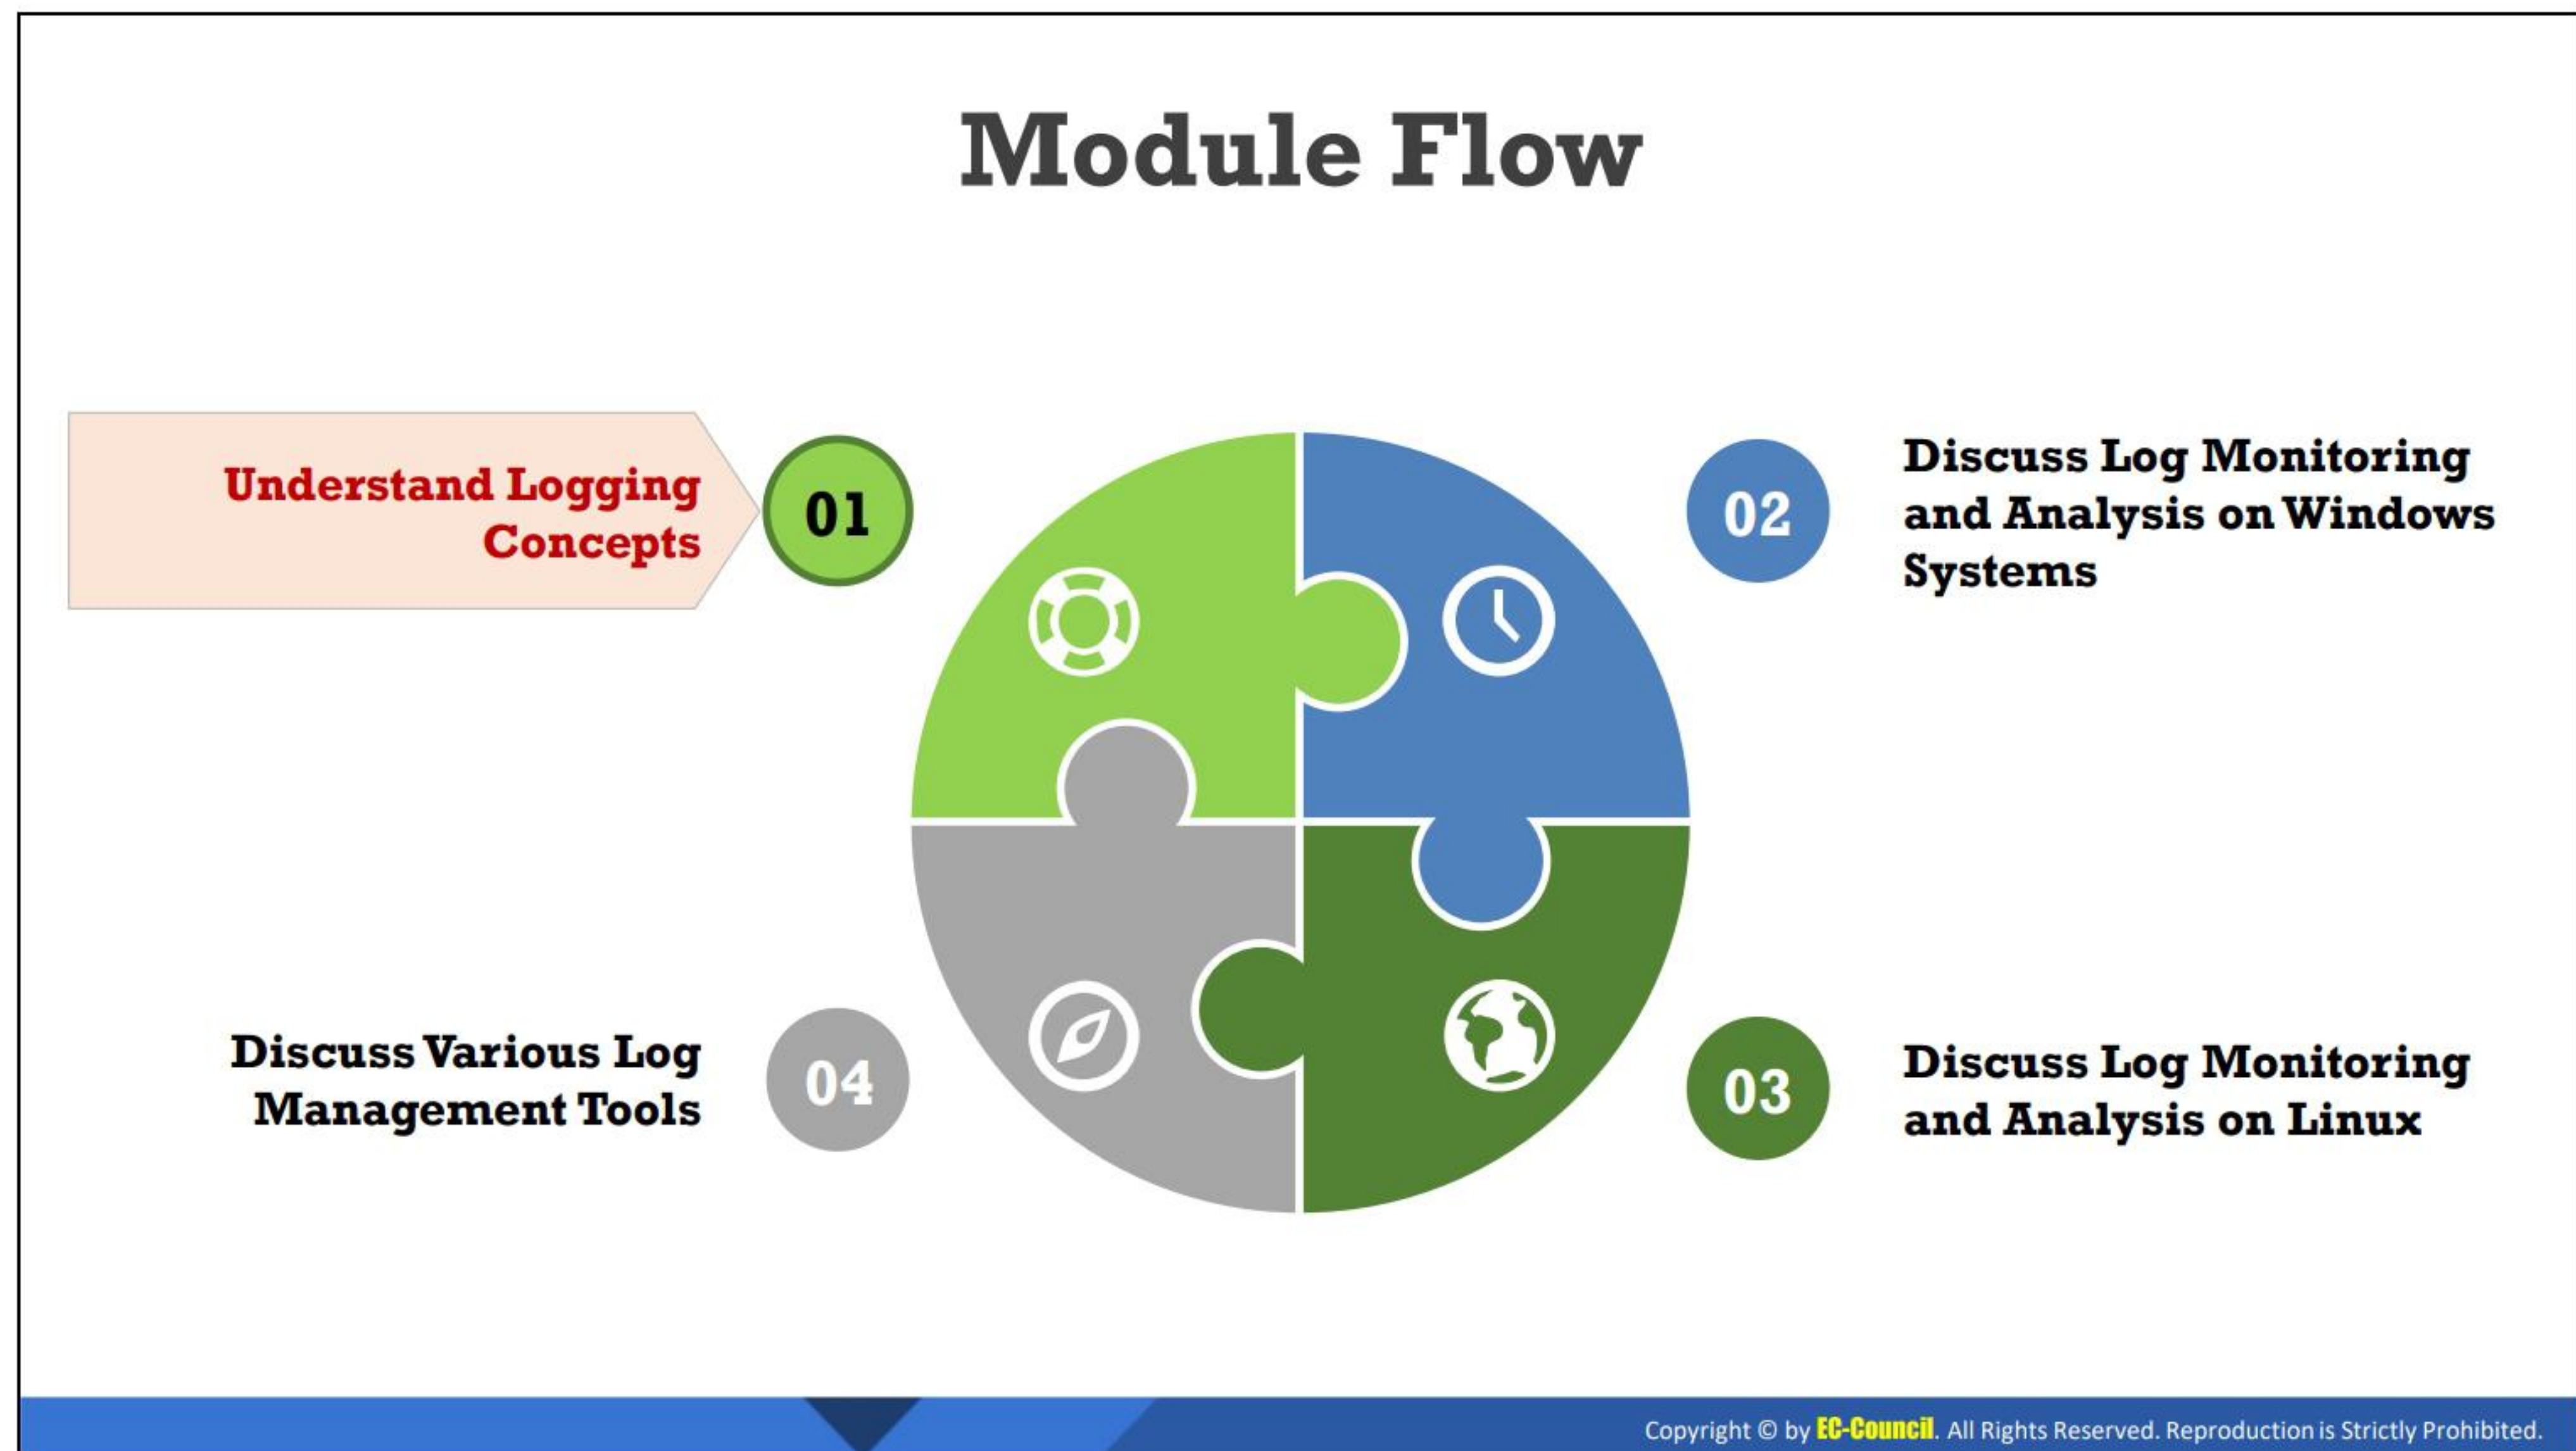 Module Flow
Understand Logging
Concepts
01
02
Discuss Log Monitoring
and Analysis on Windows
Systems
Discuss Various Log
Management Tools
04
03
Discuss Log Monitoring
and Analysis on Linux
Copyright © by EC-Council. All Rights Reserved. Reproduction is Strictly Prohibited.